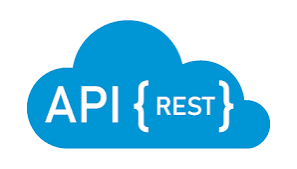 API { REST }